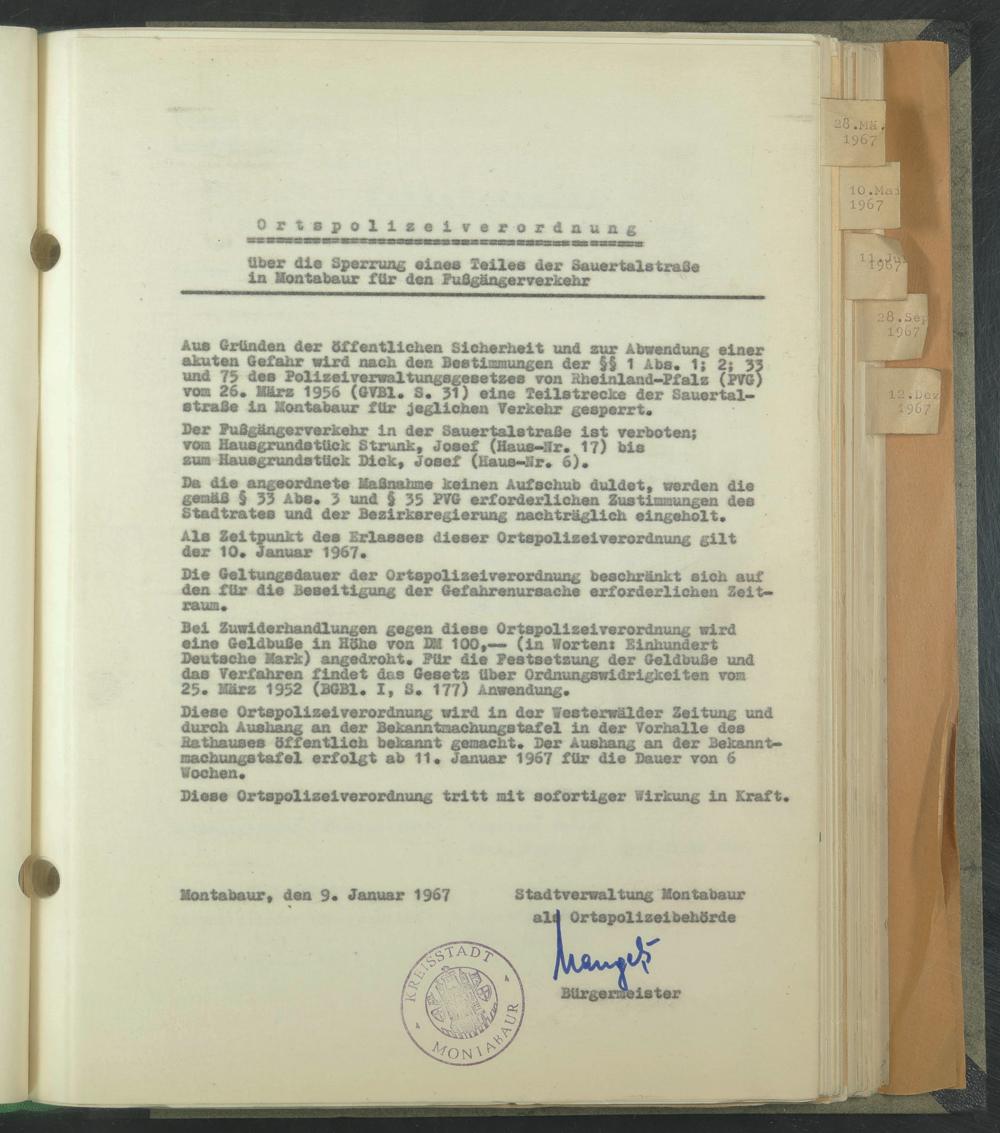 Ortspolizeiverordnung
über die Sperrung eines Teiles der Sauertalstraße
in Montabaur für den Fußgängerverkehr
Aus Gründen der öffentlichen Sicherheit und zur Abwendung einer
akuten Gefahr wird nach den Bestimmungen der §§ 1 Abs. 1; 2; 33
und 75 des Polizeiverwaltungsgesetzes von Rheinland-Pfalz (PVG)
vom 26. März 1956 (GVBl. S. 31) eine Teilstrecke der Sauertal-
straße in Montabaur für jeglichen Verkehr gesperrt.
Der Fußgängerverkehr in der Sauertalstraße ist verboten;
vom Hausgrundstück Strunk, Josef (Haus-Nr. 17) bis
zum Hausgrundstück Dick, Josef (Haus-Nr. 6).
Da die angeordnete Maßnahme keinen Aufschub duldet, werden die
gemäß § 33 Abs. 3 und § 35 PVG erforderlichen Zustimmungen des
Stadtrates und der Bezirksregierung nachträglich eingeholt.
Als Zeitpunkt des Erlasses dieser Ortspolizeiverordnung gilt
der 10. Januar 1967.
Die Geltungsdauer der Ortspolizeiverordnung beschränkt sich auf
den für die Beseitigung der Gefahrenursache erforderlichen Zeit-
raum.
Bei Zuwiderhandlungen gegen diese Ortspolizeiverordnung wird
eine Geldbuße in Höhe von DM 100,-- (in Worten: Einhundert
Deutsche Mark) angedroht. Für die Festsetzung der Geldbuße und
das Verfahren findet das Gesetz über Ordnungswidrigkeiten vom
25. März 1952 (BGBl. I, S. 177) Anwendung.
Diese Ortspolizeiverordnung wird in der Westerwälder Zeitung und
durch Aushang an der Bekanntmachungstafel in der Vorhalle des
Rathauses öffentlich bekannt gemacht. Der Aushang an der Bekannt-
machungstafel erfolgt ab 11. Januar 1967 für die Dauer von 6
Wochen.
Diese Ortspolizeiverordnung tritt mit sofortiger Wirkung in Kraft.
Montabaur, den 9. Januar 1967
Stadtverwaltung Montabaur
als Ortspolizeibehörde
Bürgermeister
KREISSTADT
MONTABAUR
28.Mä.
1967
10.Mai
1967
11.Ju
1967
28.Sep
1967
12.Dez
1967